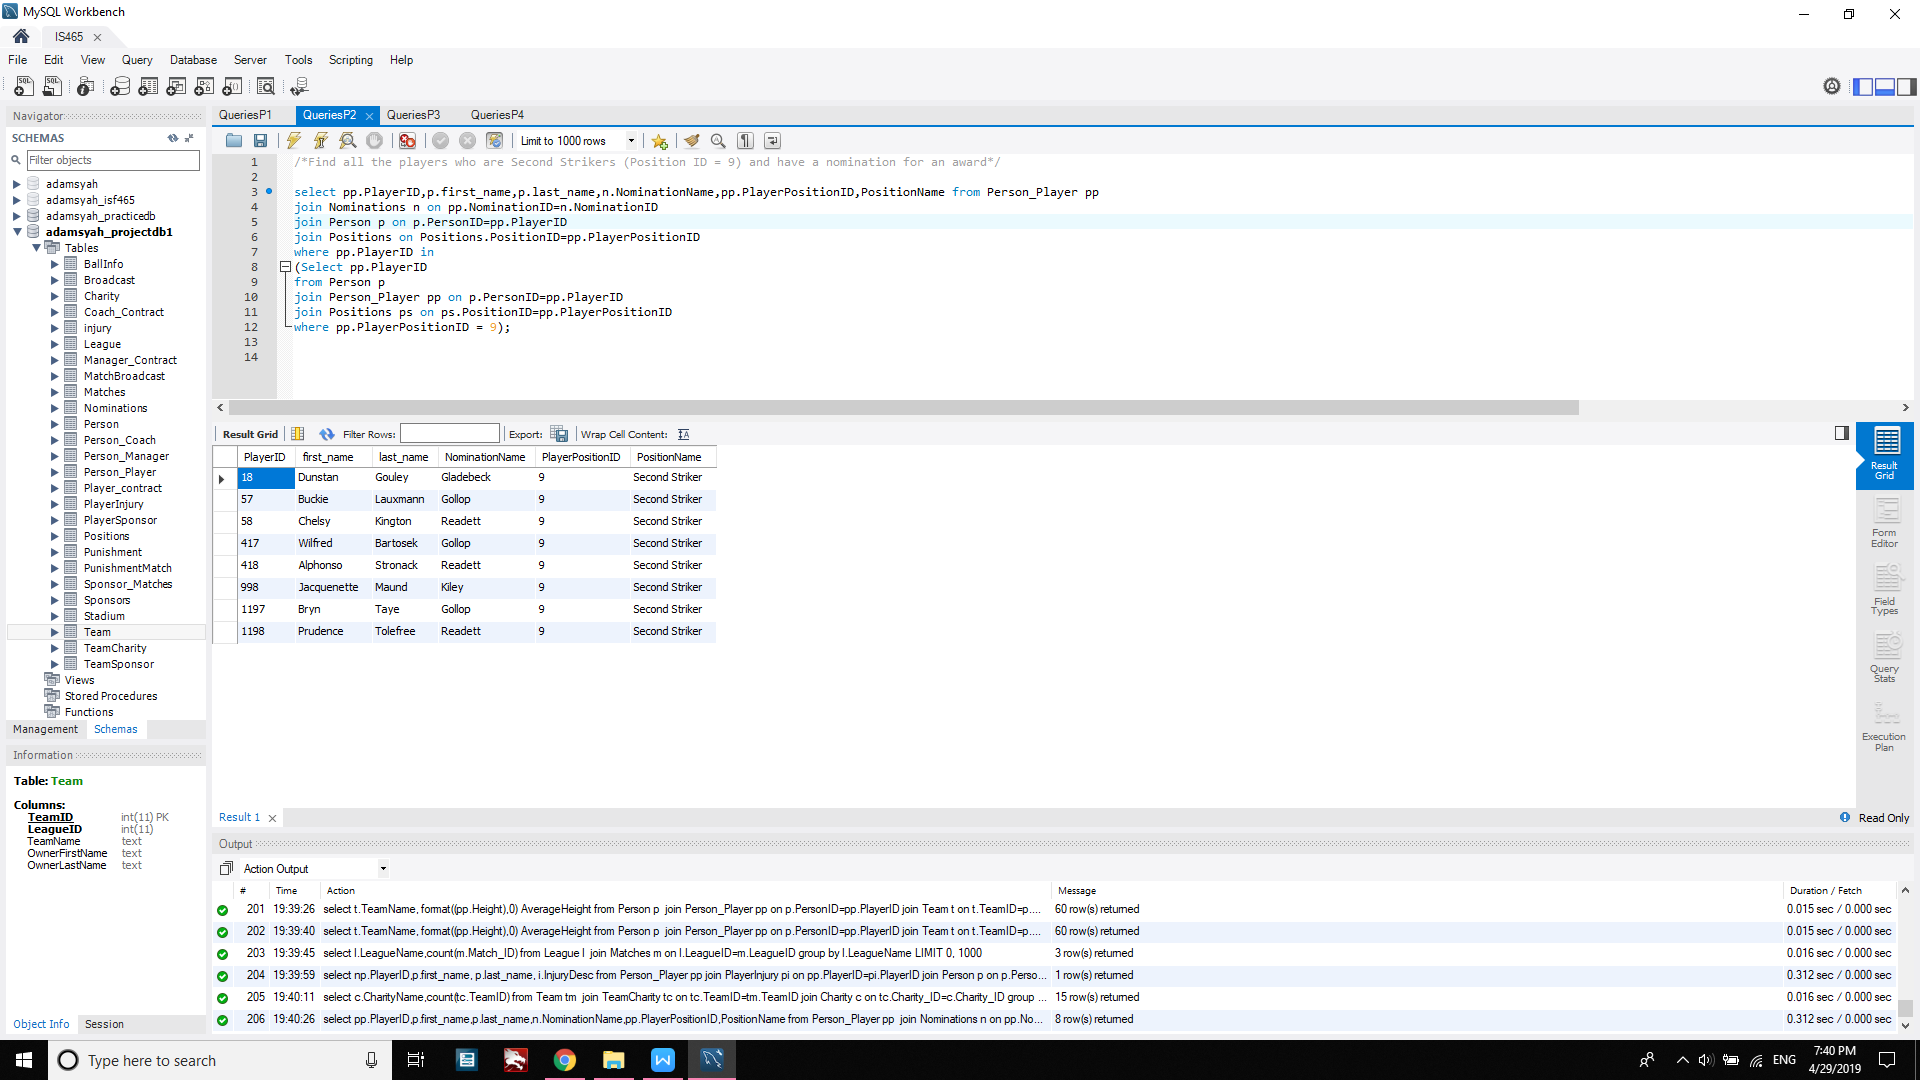 MySQL Workbench
IS465
File Edit View Query Database Server Tools Scripting Help
Navigator
SCHEMAS
Filter objects
adamsyah
adamsyah_isf465
adamsyah_practicedb
adamsyah_projectdb1
Tables
BallInfo
Broadcast
Charity
Coach_Contract
injury
League
Manager_Contract
MatchBroadcast
Matches
Nominations
Person
Person_Coach
Person_Manager
Person_Player
Player_contract
PlayerInjury
PlayerSponsor
Positions
Punishment
PunishmentMatch
Sponsor_Matches
Sponsors
Stadium
Team
TeamCharity
TeamSponsor
Views
Stored Procedures
Functions
Management Schemas
Information
Table: Team
Columns:
TeamID int(11) PK
LeagueID int(11)
TeamName text
OwnerFirstName text
OwnerLastName text
Object Info Session
QueriesP1 QueriesP2 QueriesP3 QueriesP4
Limit to 1000 rows
1 /*Find all the players who are Second Strikers (Position ID = 9) and have a nomination for an award*/
2
3 select pp.PlayerID,p.first_name,p.last_name,n.NominationName,pp.PlayerPositionID,PositionName from Person_Player pp
4 join Nominations n on pp.NominationID=n.NominationID
5 join Person p on p.PersonID=pp.PlayerID
6 join Positions on Positions.PositionID=pp.PlayerPositionID
7 where pp.PlayerID in
8 (Select pp.PlayerID
9 from Person p
10 join Person_Player pp on p.PersonID=pp.PlayerID
11 join Positions ps on ps.PositionID=pp.PlayerPositionID
12 where pp.PlayerPositionID = 9);
13
14
Result Grid Filter Rows: Export: Wrap Cell Content:
PlayerID first_name last_name NominationName PlayerPositionID PositionName
18 Dunstan Gouley Gladebeck 9 Second Striker
57 Buckie Lauxmann Gollop 9 Second Striker
58 Chelsy Kington Readett 9 Second Striker
417 Wilfred Bartosek Gollop 9 Second Striker
418 Alphonso Stronack Readett 9 Second Striker
998 Jacquenette Maund Kiley 9 Second Striker
1197 Bryn Taye Gollop 9 Second Striker
1198 Prudence Tolefree Readett 9 Second Striker
Result
Grid
Form
Editor
Field
Types
Query
Stats
Execution
Plan
Result 1
Read Only
Output
Action Output
# Time Action Message Duration / Fetch
201 19:39:26 select t.TeamName, format((pp.Height),0) AverageHeight from Person p join Person_Player pp on p.PersonID=pp.PlayerID join Team t on t.TeamID=p.... 60 row(s) returned 0.015 sec / 0.000 sec
202 19:39:40 select t.TeamName, format((pp.Height),0) AverageHeight from Person p join Person_Player pp on p.PersonID=pp.PlayerID join Team t on t.TeamID=p.... 60 row(s) returned 0.015 sec / 0.000 sec
203 19:39:45 select l.LeagueName,count(m.Match_ID) from League l join Matches m on l.LeagueID=m.LeagueID group by l.LeagueName LIMIT 0, 1000 3 row(s) returned 0.016 sec / 0.000 sec
204 19:39:59 select np.PlayerID,p.first_name, p.last_name, i.InjuryDesc from Person_Player pp join PlayerInjury pi on pp.PlayerID=pi.PlayerID join Person p on p.Perso... 1 row(s) returned 0.312 sec / 0.000 sec
205 19:40:11 select c.CharityName,count(tc.TeamID) from Team tm join TeamCharity tc on tc.TeamID=tm.TeamID join Charity c on tc.Charity_ID=c.Charity_ID group ... 15 row(s) returned 0.016 sec / 0.000 sec
206 19:40:26 select pp.PlayerID,p.first_name,p.last_name,n.NominationName,pp.PlayerPositionID,PositionName from Person_Player pp join Nominations n on pp.No... 8 row(s) returned 0.312 sec / 0.000 sec
Type here to search
ENG
7:40 PM
4/29/2019